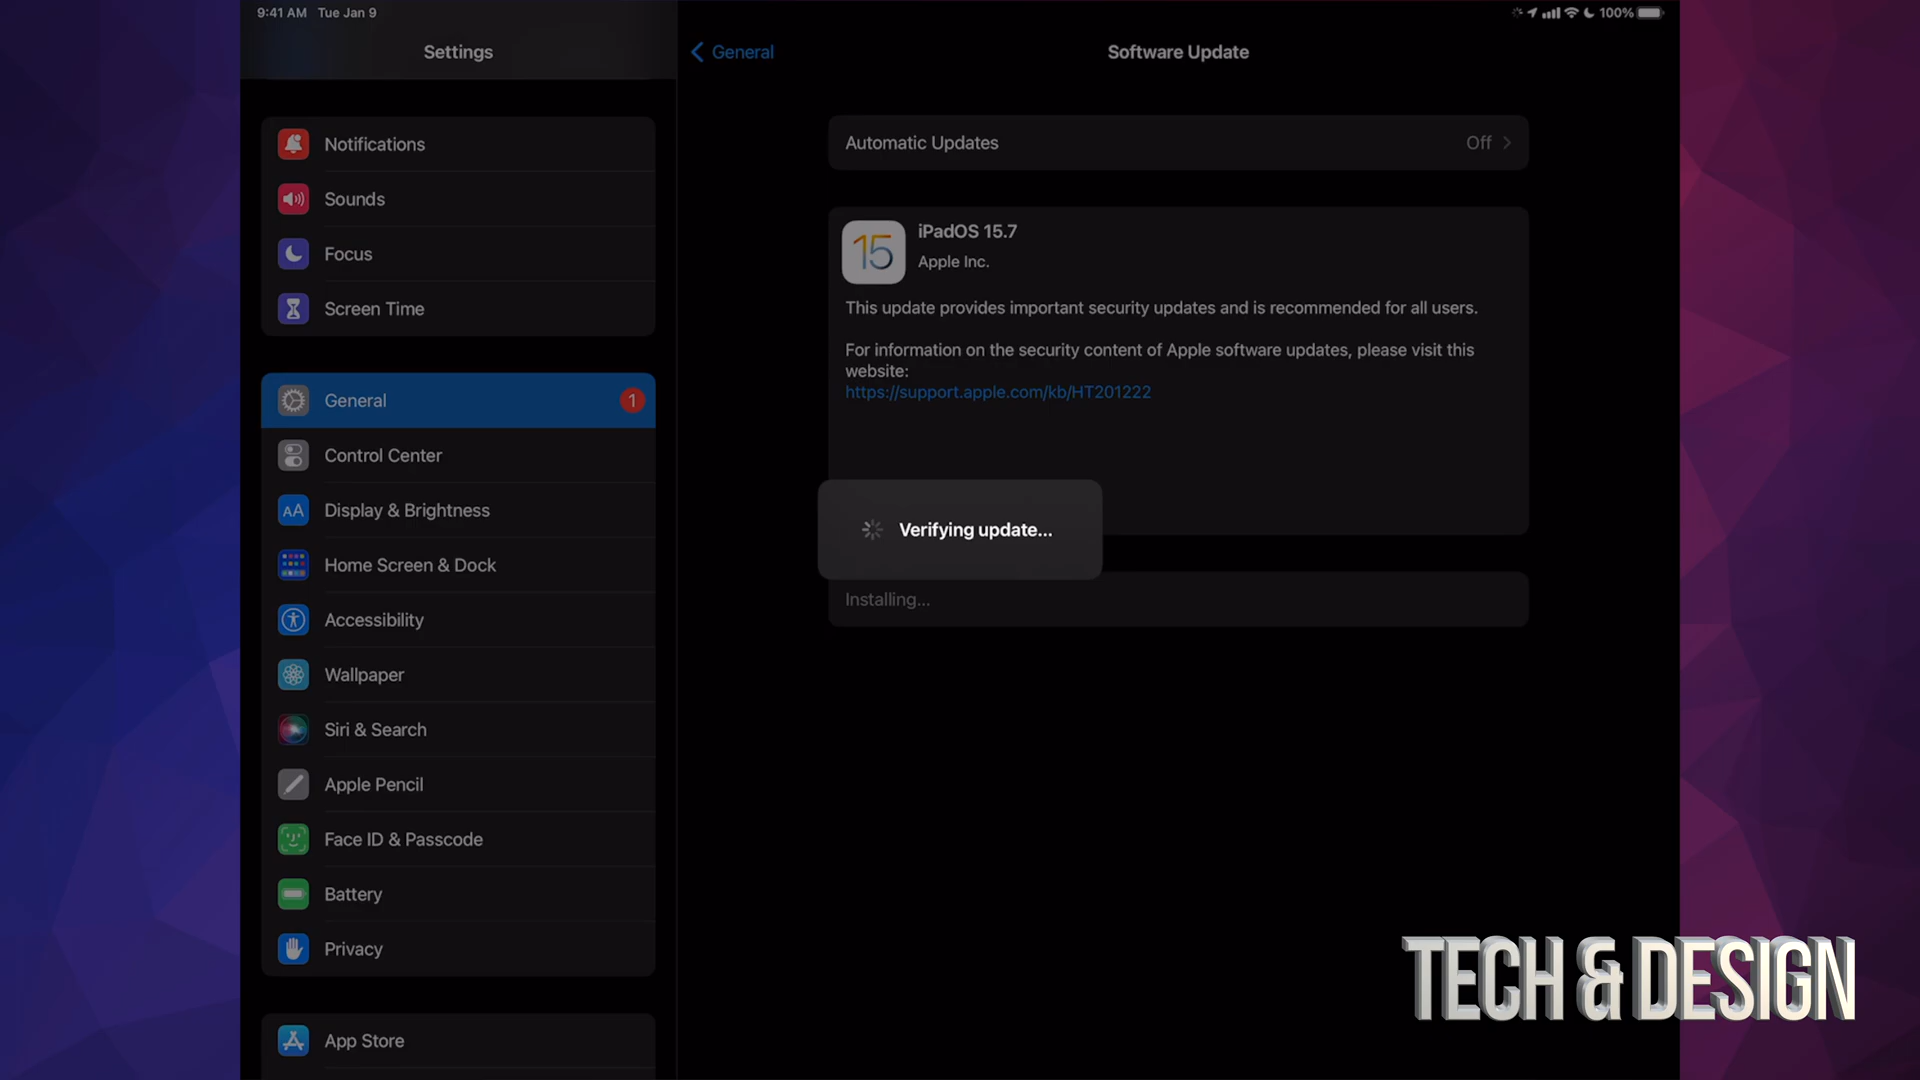 9:41 AM Tue Jan 9
100%
Settings
Notifications
Sounds
Focus
Screen Time
General
1
Control Center
AA
Display & Brightness
Home Screen & Dock
Accessibility
Wallpaper
Siri & Search
Apple Pencil
Face ID & Passcode
Battery
Privacy
App Store
General
Software Update
Automatic Updates
Off
15
iPadOS 15.7
Apple Inc.
This update provides important security updates and is recommended for all users.
For information on the security content of Apple software updates, please visit this
website:
https://support.apple.com/kb/HT201222
Verifying update...
Installing...
TECH & DESIGN